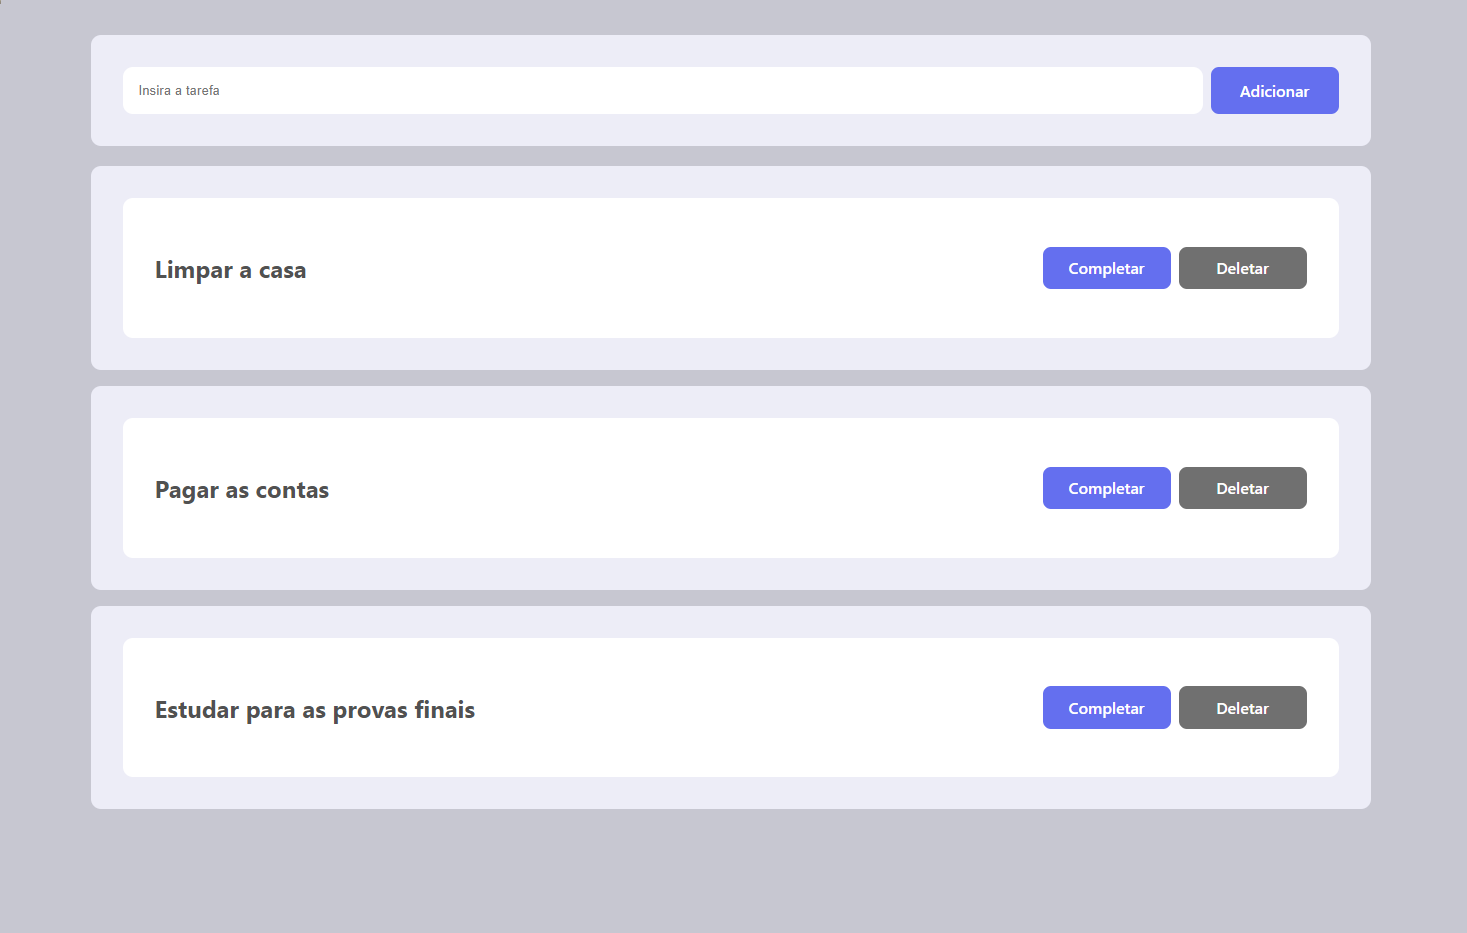 Insira a tarefa
Adicionar
Limpar a casa
Completar
Deletar
Pagar as contas
Completar
Deletar
Estudar para as provas finais
Completar
Deletar